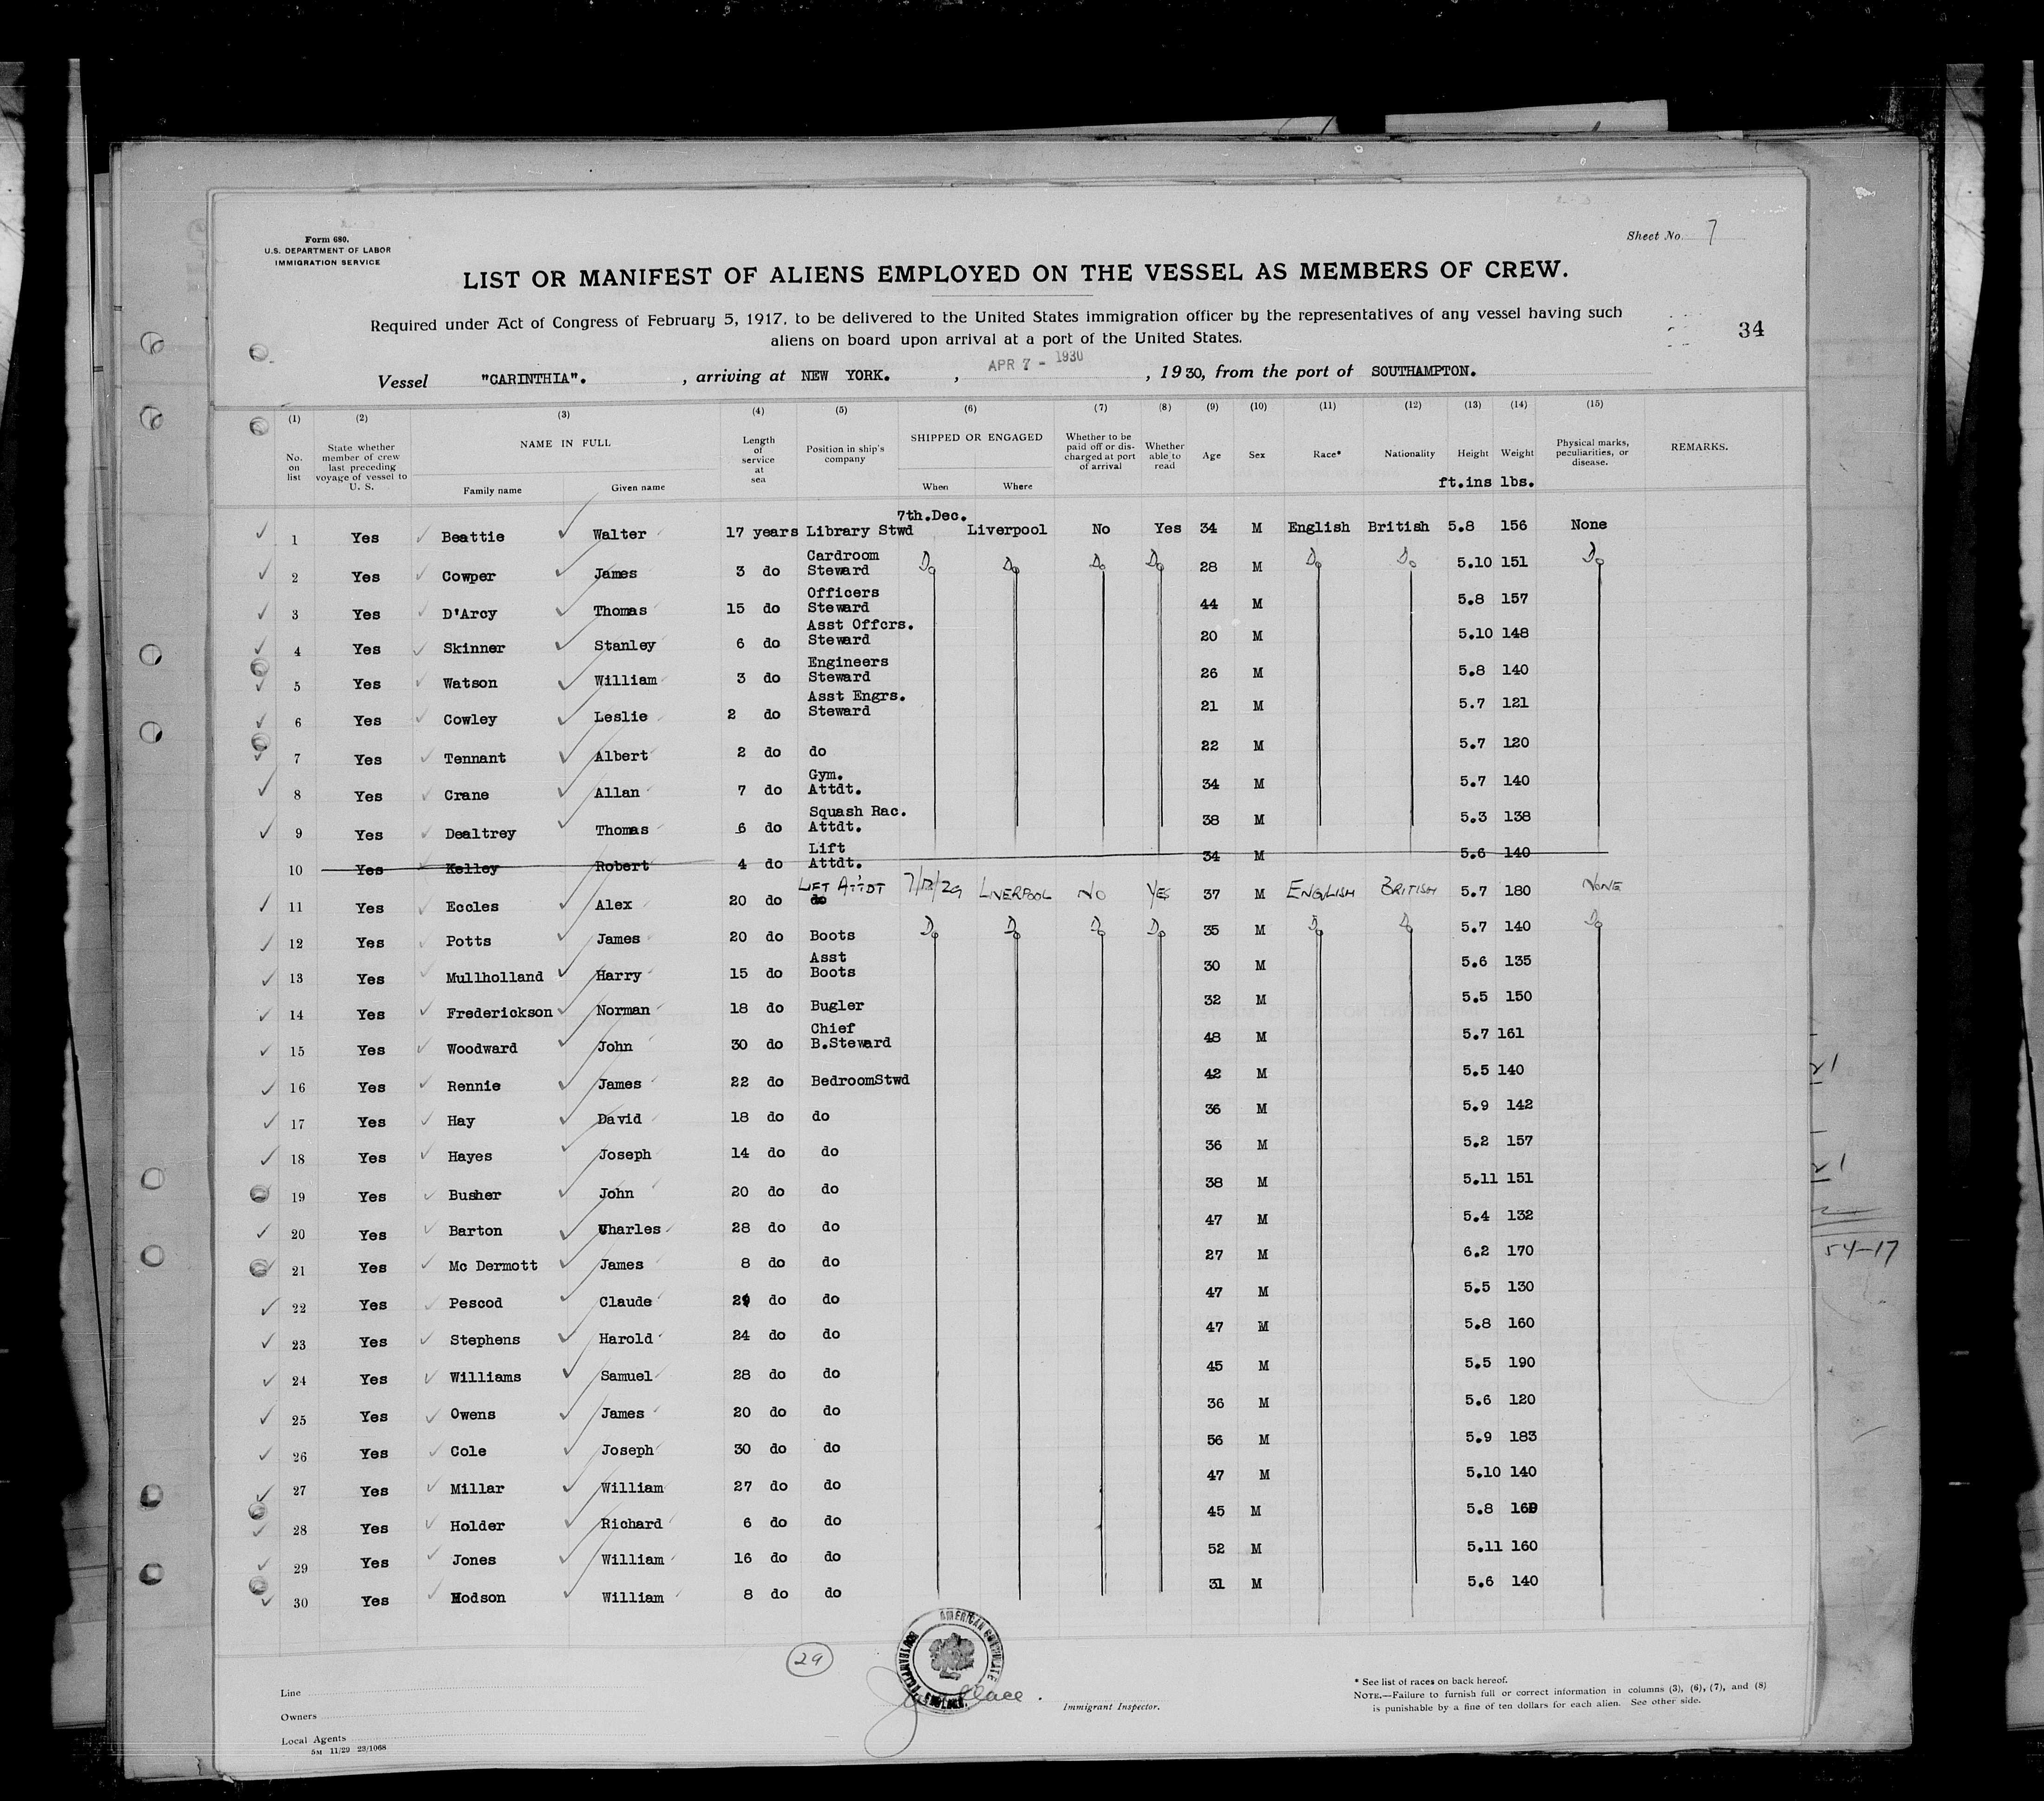 Form 680.
U.S. DEPARTMENT OF LABOR
IMMIGRATION SERVICE
Sheet No. 7
LIST OR MANIFEST OF ALIENS EMPLOYED ON THE VESSEL AS MEMBERS OF CREW.
Required under Act of Congress of February 5, 1917, to be delivered to the United States immigration officer by the representatives of any vessel having such
aliens on board upon arrival at a port of the United States.
34
Vessel "CARINTHIA". , arriving at NEW YORK. , APR 7 - 1930 , 1930, from the port of SOUTHAMPTON.
(1) (2) (3) (4) (5) (6) (7) (8) (9) (10) (11) (12) (13) (14) (15)
No. on list State whether member of crew last preceding voyage of vessel to U. S. NAME IN FULL Family name Given name Length of service at sea Position in ship's company SHIPPED OR ENGAGED When Where Whether to be paid off or discharged at port of arrival Whether able to read Age Sex Race* Nationality Height Weight Physical marks, peculiarities, or disease. REMARKS.
ft.ins lbs.
1 Yes Beattie Walter 17 years Library Stwd 7th.Dec. Liverpool No Yes 34 M English British 5.8 156 None
2 Yes Cowper James 3 do Cardroom Steward Do Do Do Do 28 M Do Do 5.10 151 Do
3 Yes D'Arcy Thomas 15 do Officers Steward 44 M 5.8 157
4 Yes Skinner Stanley 6 do Asst Offcrs. Steward 20 M 5.10 148
5 Yes Watson William 3 do Engineers Steward 26 M 5.8 140
6 Yes Cowley Leslie 2 do Asst Engrs. Steward 21 M 5.7 121
7 Yes Tennant Albert 2 do do 22 M 5.7 120
8 Yes Crane Allan 7 do Gym. Attdt. 34 M 5.7 140
9 Yes Dealtrey Thomas 6 do Squash Rac. Attdt. 38 M 5.3 138
10 Yes Kelley Robert 4 do Lift Attdt. 34 M 5.6 140
11 Yes Eccles Alex 20 do LIFT ATTDT do 7/12/29 LIVERPOOL NO YES 37 M ENGLISH BRITISH 5.7 180 NONE
12 Yes Potts James 20 do Boots Do Do Do Do 35 M Do Do 5.7 140 Do
13 Yes Mullholland Harry 15 do Asst Boots 30 M 5.6 135
14 Yes Frederickson Norman 18 do Bugler 32 M 5.5 150
15 Yes Woodward John 30 do Chief B.Steward 48 M 5.7 161
16 Yes Rennie James 22 do BedroomStwd 42 M 5.5 140
17 Yes Hay David 18 do do 36 M 5.9 142
18 Yes Hayes Joseph 14 do do 36 M 5.2 157
19 Yes Busher John 20 do do 38 M 5.11 151
20 Yes Barton Charles 28 do do 47 M 5.4 132
21 Yes Mc Dermott James 8 do do 27 M 6.2 170
22 Yes Pescod Claude do do 47 M 5.5 130
23 Yes Stephens Harold 24 do do 47 M 5.8 160
24 Yes Williams Samuel 28 do do 45 M 5.5 190
25 Yes Owens James 20 do do 36 M 5.6 120
26 Yes Cole Joseph 30 do do 56 M 5.9 183
27 Yes Millar William 27 do do 47 M 5.10 140
28 Yes Holder Richard 6 do do 45 M 5.8 160
29 Yes Jones William 16 do do 52 M 5.11 160
30 Yes Hodson William 8 do do 31 M 5.6 140
54-17
29
AMERICAN CONSULATE
SOUTHAMPTON
ENGLAND.
Line
Owners
Local Agents
5M 11/29 23/1068
Immigrant Inspector.
* See list of races on back hereof.
NOTE.—Failure to furnish full or correct information in columns (3), (6), (7), and (8)
is punishable by a fine of ten dollars for each alien. See other side.